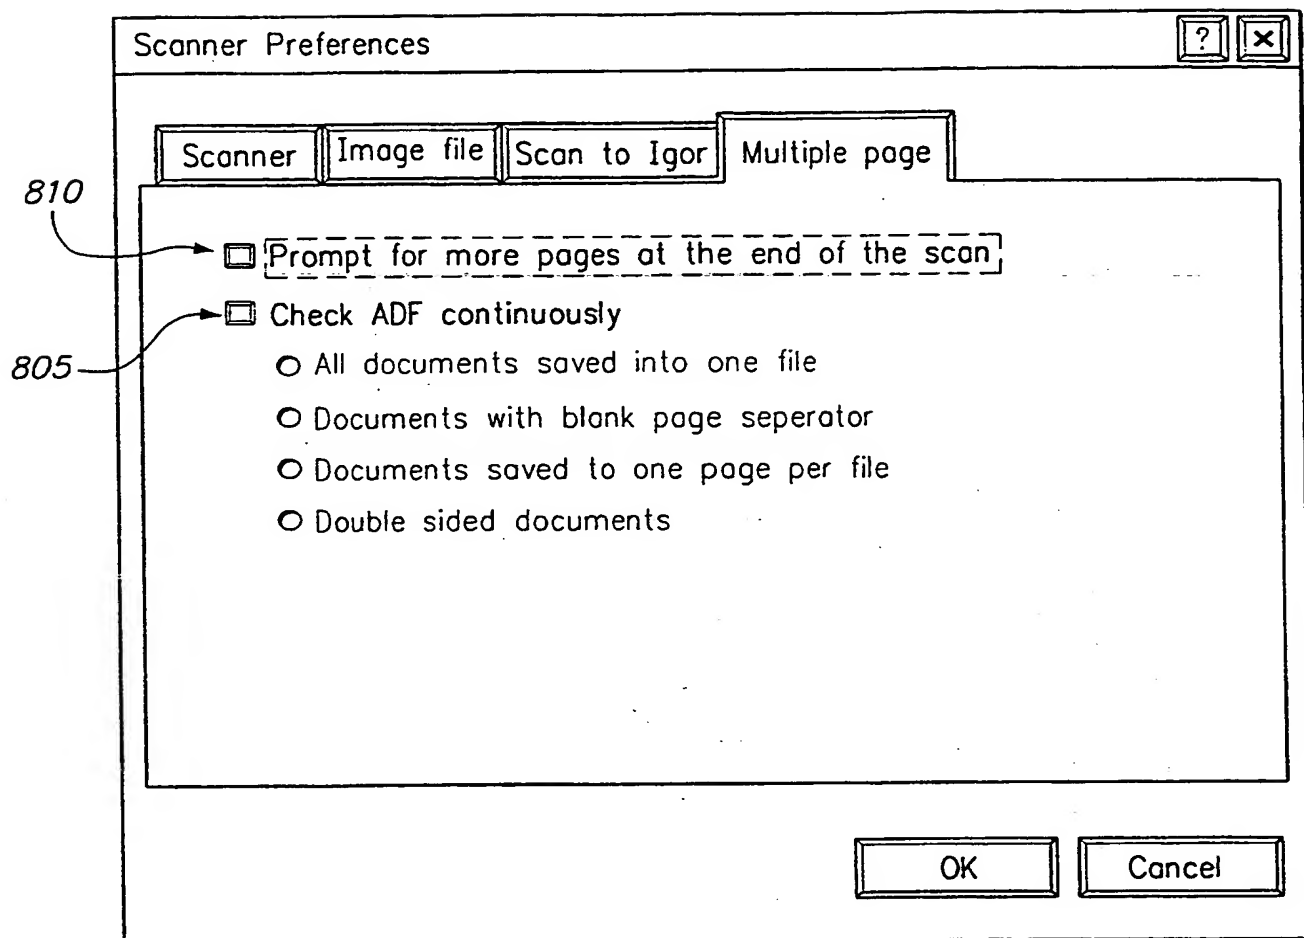 Scanner Preferences ? ×
Scanner Image file Scan to Igor Multiple page
810
Prompt for more pages at the end of the scan
Check ADF continuously
805
All documents saved into one file
Documents with blank page seperator
Documents saved to one page per file
Double sided documents
OK Cancel